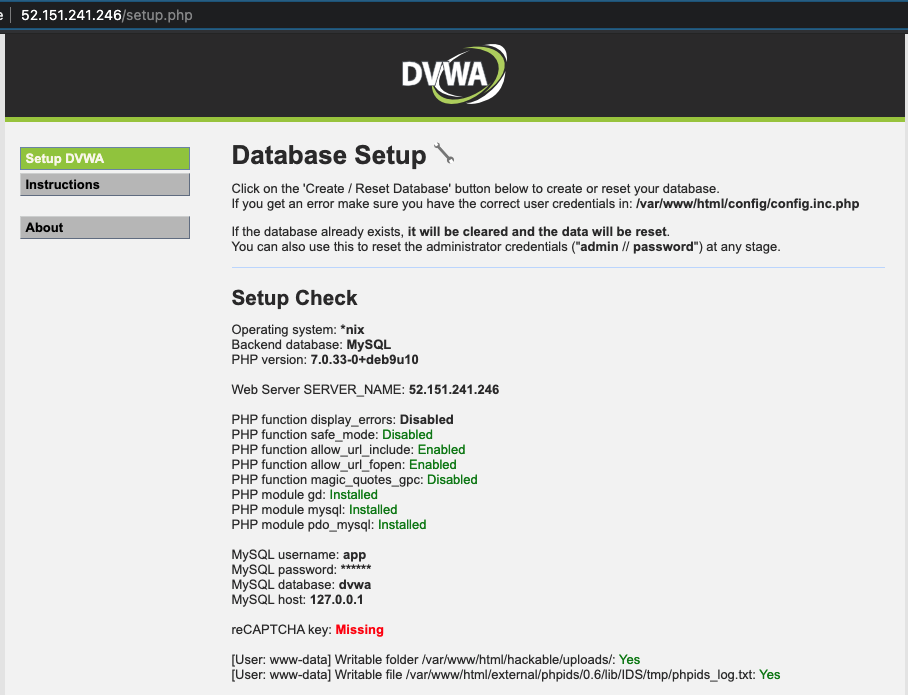 52.151.241.246/setup.php
DVWA
Setup DVWA
Instructions
About
Database Setup
Click on the 'Create / Reset Database' button below to create or reset your database.
If you get an error make sure you have the correct user credentials in: /var/www/html/config/config.inc.php
If the database already exists, it will be cleared and the data will be reset.
You can also use this to reset the administrator credentials ("admin // password") at any stage.
Setup Check
Operating system: *nix
Backend database: MySQL
PHP version: 7.0.33-0+deb9u10
Web Server SERVER_NAME: 52.151.241.246
PHP function display_errors: Disabled
PHP function safe_mode: Disabled
PHP function allow_url_include: Enabled
PHP function allow_url_fopen: Enabled
PHP function magic_quotes_gpc: Disabled
PHP module gd: Installed
PHP module mysql: Installed
PHP module pdo_mysql: Installed
MySQL username: app
MySQL password: ******
MySQL database: dvwa
MySQL host: 127.0.0.1
reCAPTCHA key: Missing
[User: www-data] Writable folder /var/www/html/hackable/uploads/: Yes
[User: www-data] Writable file /var/www/html/external/phpids/0.6/lib/IDS/tmp/phpids_log.txt: Yes